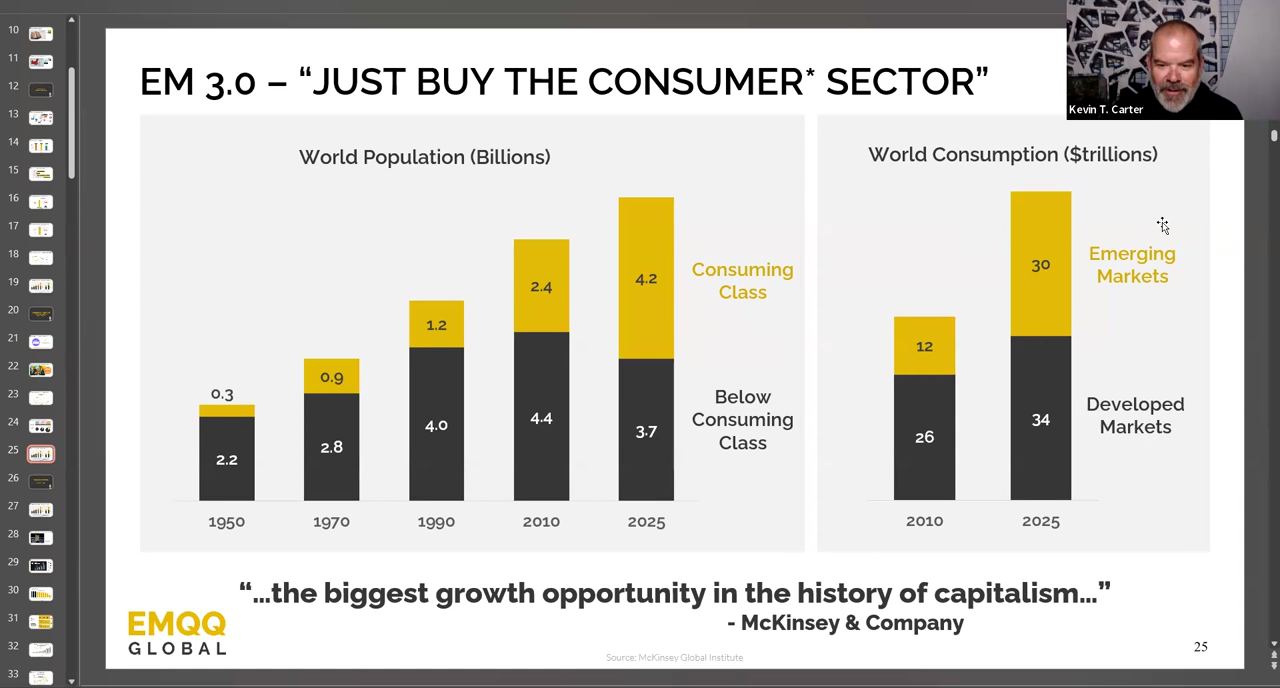 10
11
12
13
14
15
16
17
18
19
20
21
22
23
24
25
26
27
28
29
30
31
32
33
EM 3.0 – “JUST BUY THE CONSUMER* SECTOR”
Kevin T. Carter
World Population (Billions)
0.3
2.2
0.9
2.8
1.2
4.0
2.4
4.4
4.2
3.7
Consuming
Class
Below
Consuming
Class
1950 1970 1990 2010 2025
World Consumption ($trillions)
12
26
30
34
Emerging
Markets
Developed
Markets
2010 2025
“...the biggest growth opportunity in the history of capitalism...”
- McKinsey & Company
EMQQ
GLOBAL
Source: McKinsey Global Institute
25